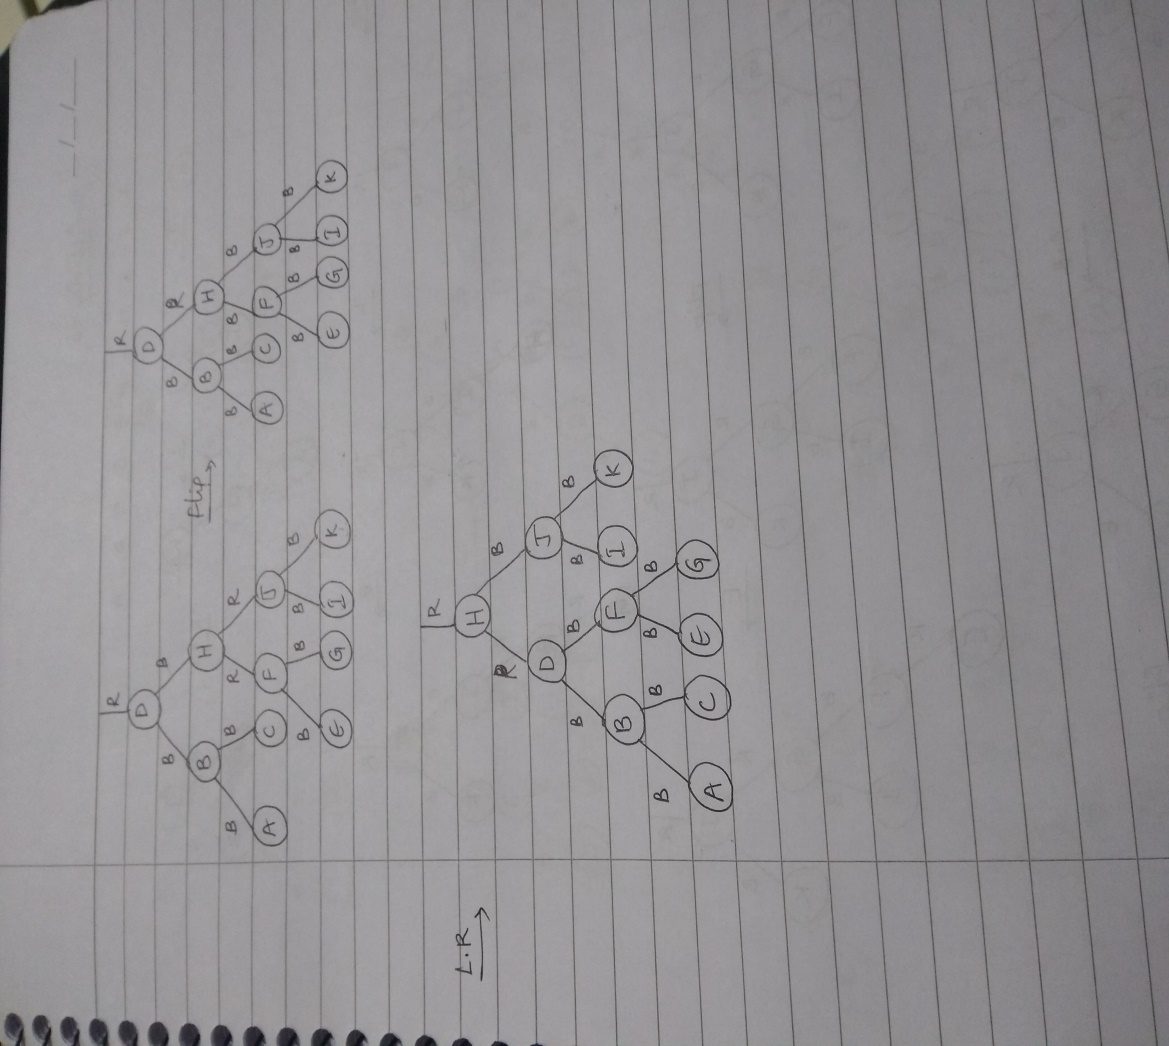 _/_/_
R
D
B B
B H
B B R R
A C F J
B B B B
E G I K
Flip →
R
D
B R
B H
B B B B
A C F J
B B B B
E G I K
L.R →
R
H
R B
D J
B B B B
B F I K
B B B B
A C E G